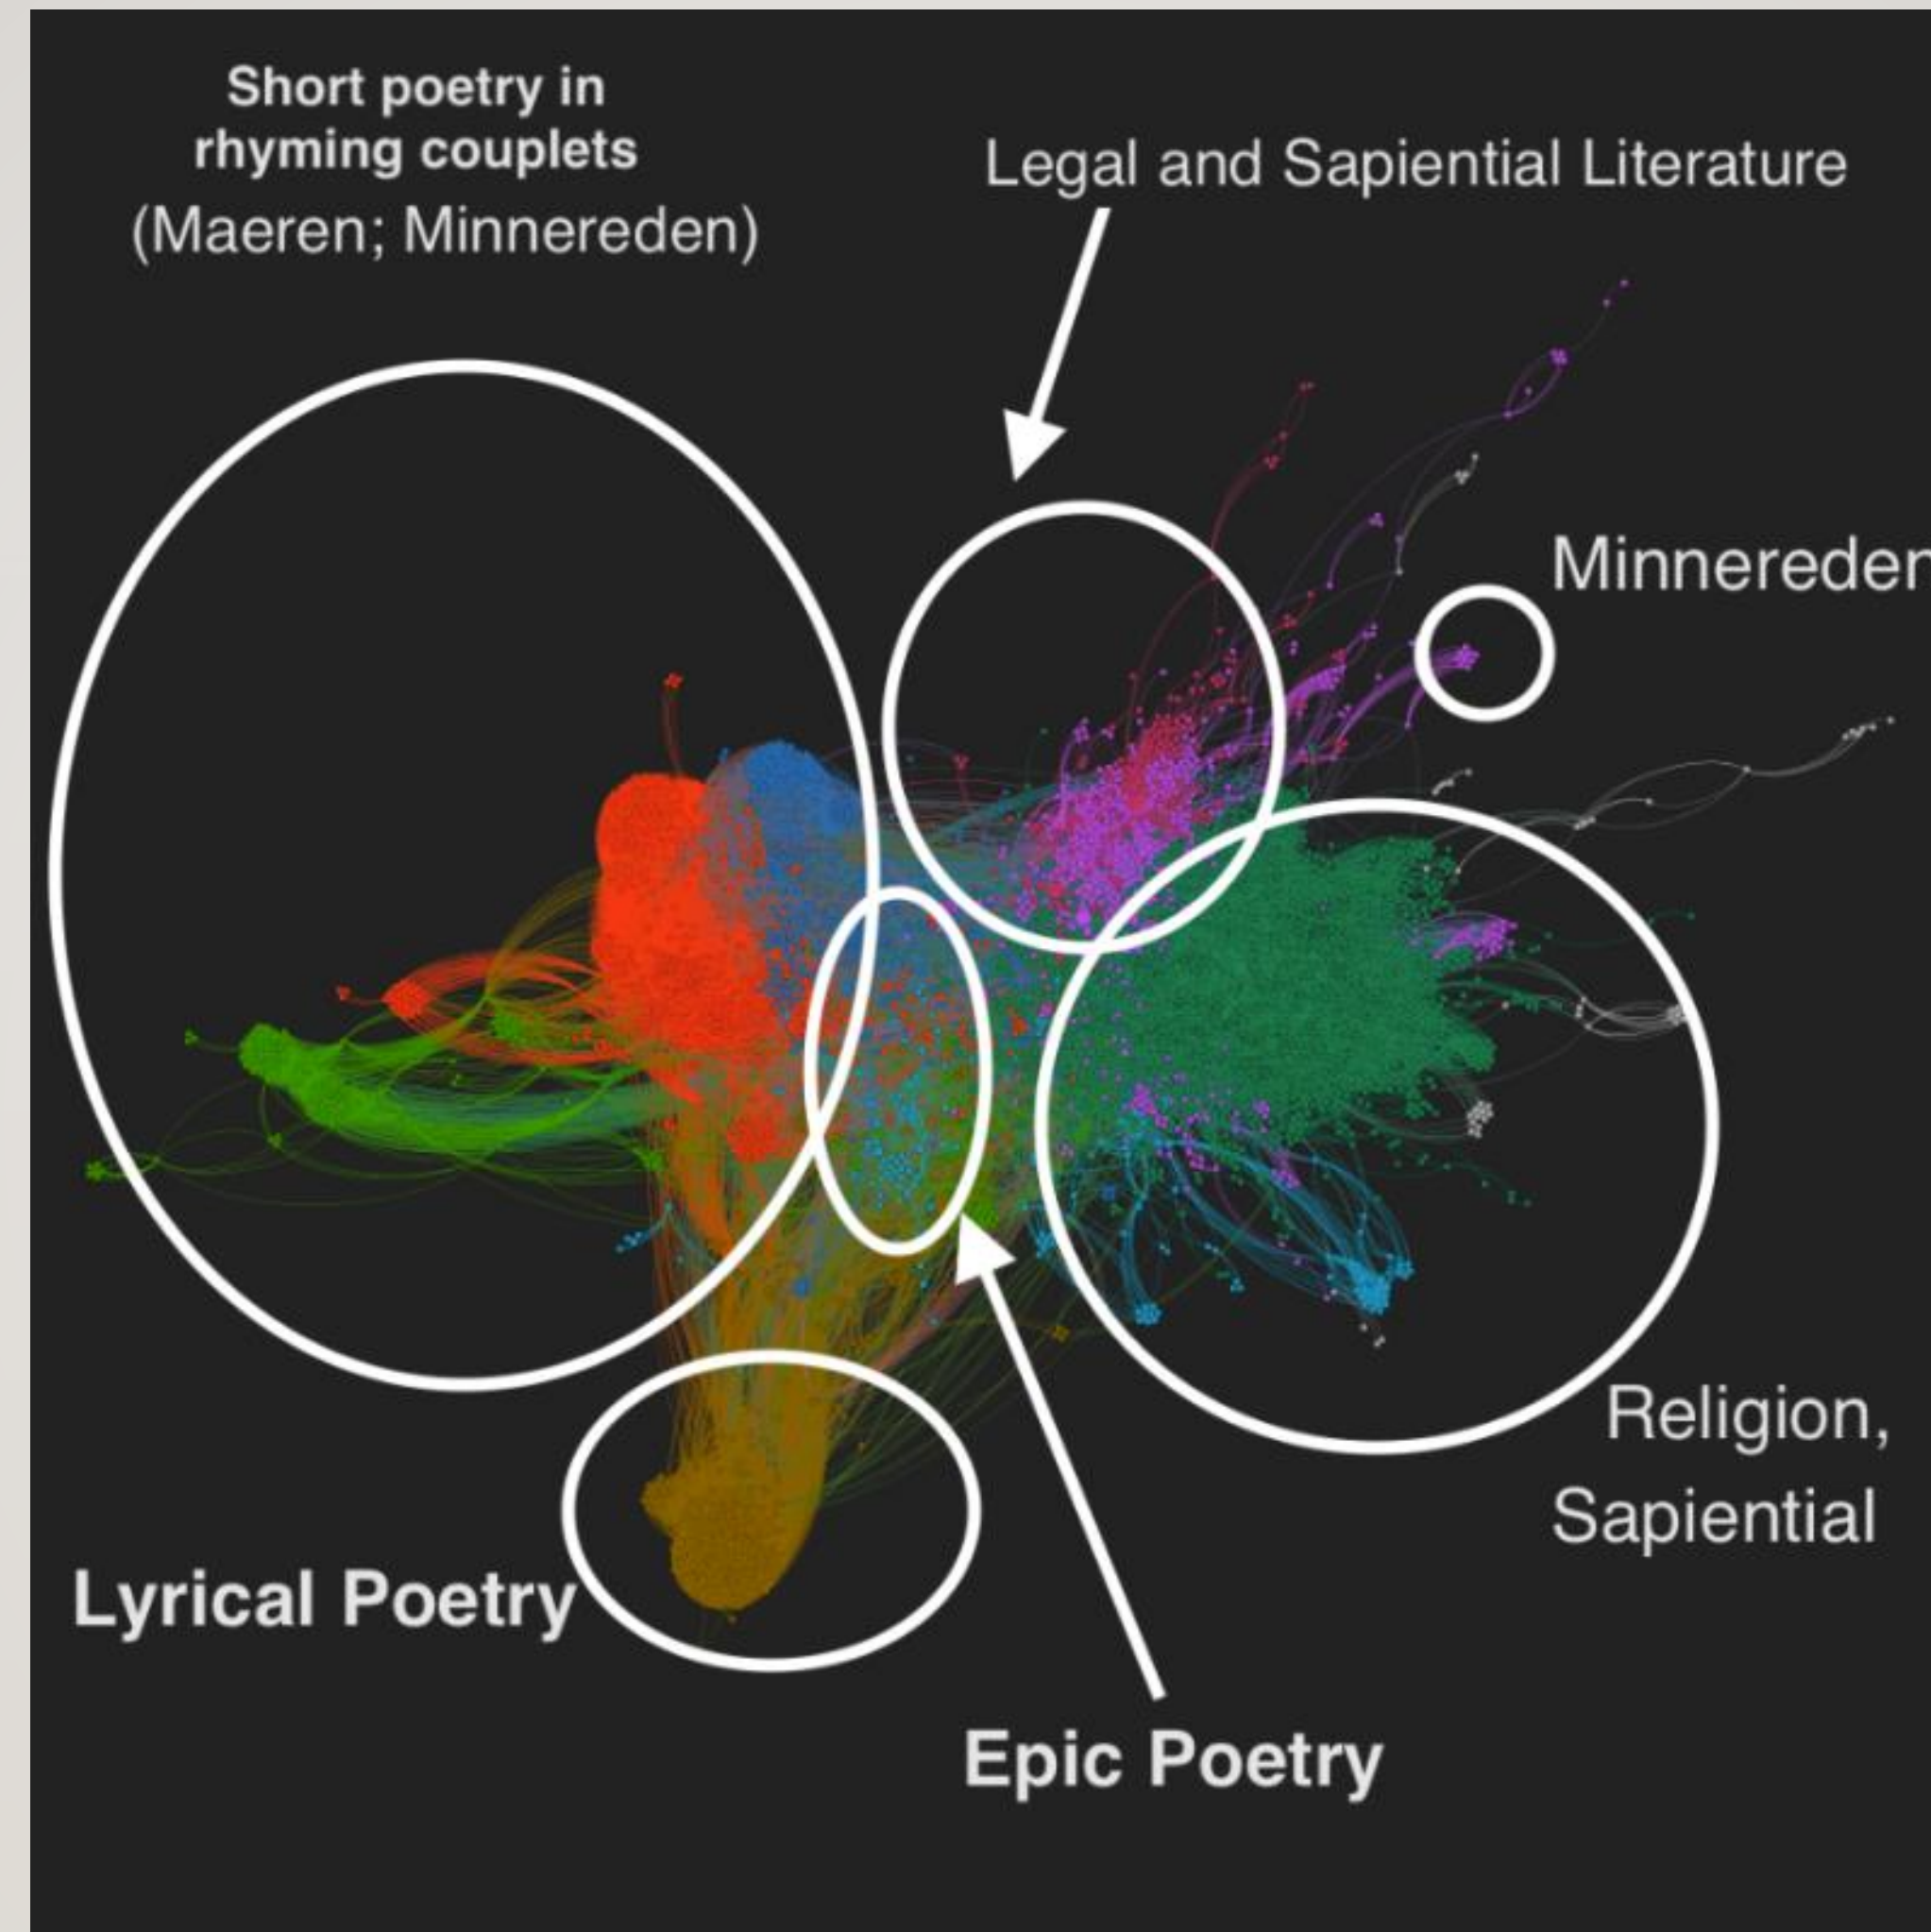 Short poetry in
rhyming couplets
(Maeren; Minnereden)
Legal and Sapiential Literature
Minnereden
Religion,
Sapiential
Lyrical Poetry
Epic Poetry